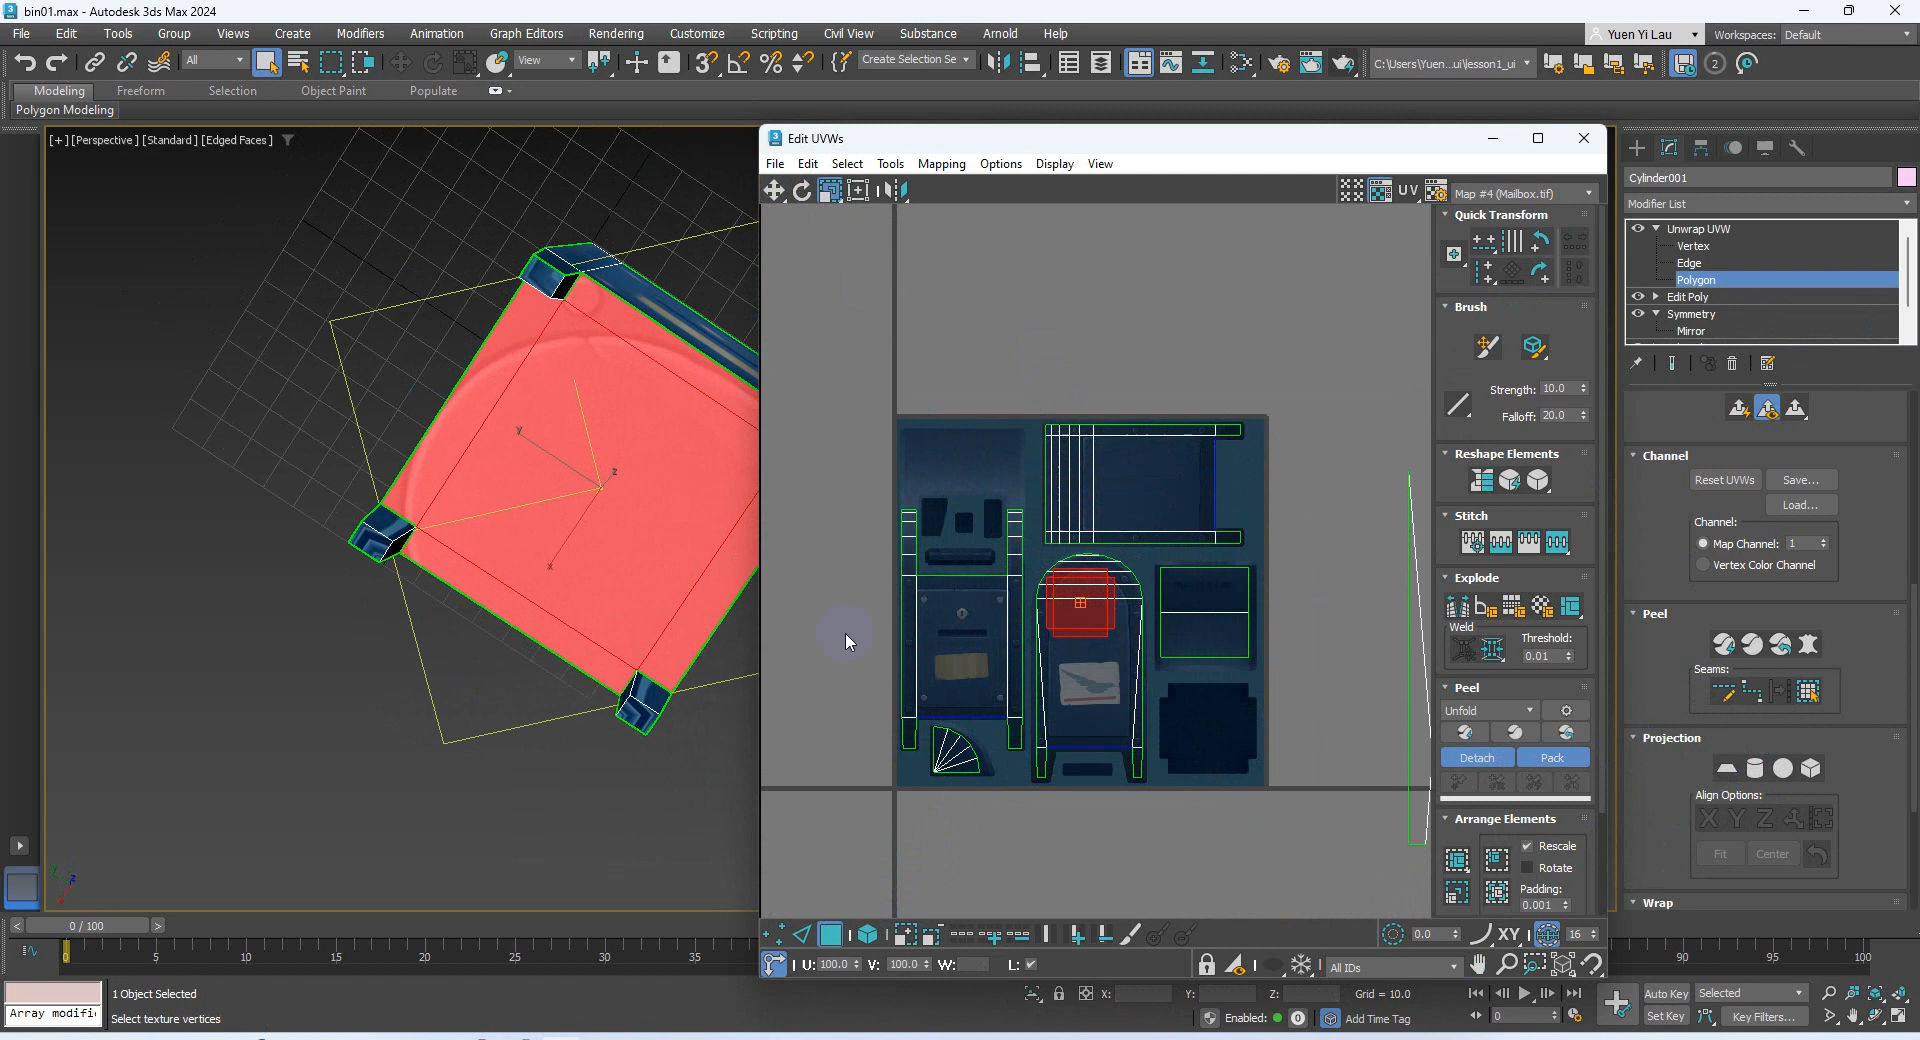 bin01.max - Autodesk 3ds Max 2024
File Edit Tools Group Views Create Modifiers Animation Graph Editors Rendering Customize Scripting Civil View Substance Arnold Help
Yuen Yi Lau Workspaces: Default
All View Create Selection Se C:\Users\Yuen...ui\lesson1_ui 2
Modeling Freeform Selection Object Paint Populate
Polygon Modeling
[+][Perspective][Standard][Edged Faces]
Edit UVWs
File Edit Select Tools Mapping Options Display View
UV Map #4 (Mailbox.tif)
Quick Transform
Brush
Strength: 10.0
Falloff: 20.0
Reshape Elements
Stitch
Explode
Weld Threshold:
0.01
Peel
Unfold
Detach Pack
Arrange Elements
Rescale
Rotate
Padding:
0.001
0.0 XY 16
U: 100.0 V: 100.0 W: L: All IDs
Cylinder001
Modifier List
Unwrap UVW
Vertex
Edge
Polygon
Edit Poly
Symmetry
Mirror
Channel
Reset UVWs Save...
Load...
Channel:
Map Channel: 1
Vertex Color Channel
Peel
Seams:
Projection
Align Options:
X Y Z
Fit Center
Wrap
y z x
z
< 0 / 100 >
0 5 10 15 20 25 30 35 90 95 100
1 Object Selected X: Y: Z: Grid = 10.0 Auto Key Selected
Array modifi Select texture vertices Enabled: 0 Add Time Tag 0 Set Key Key Filters...